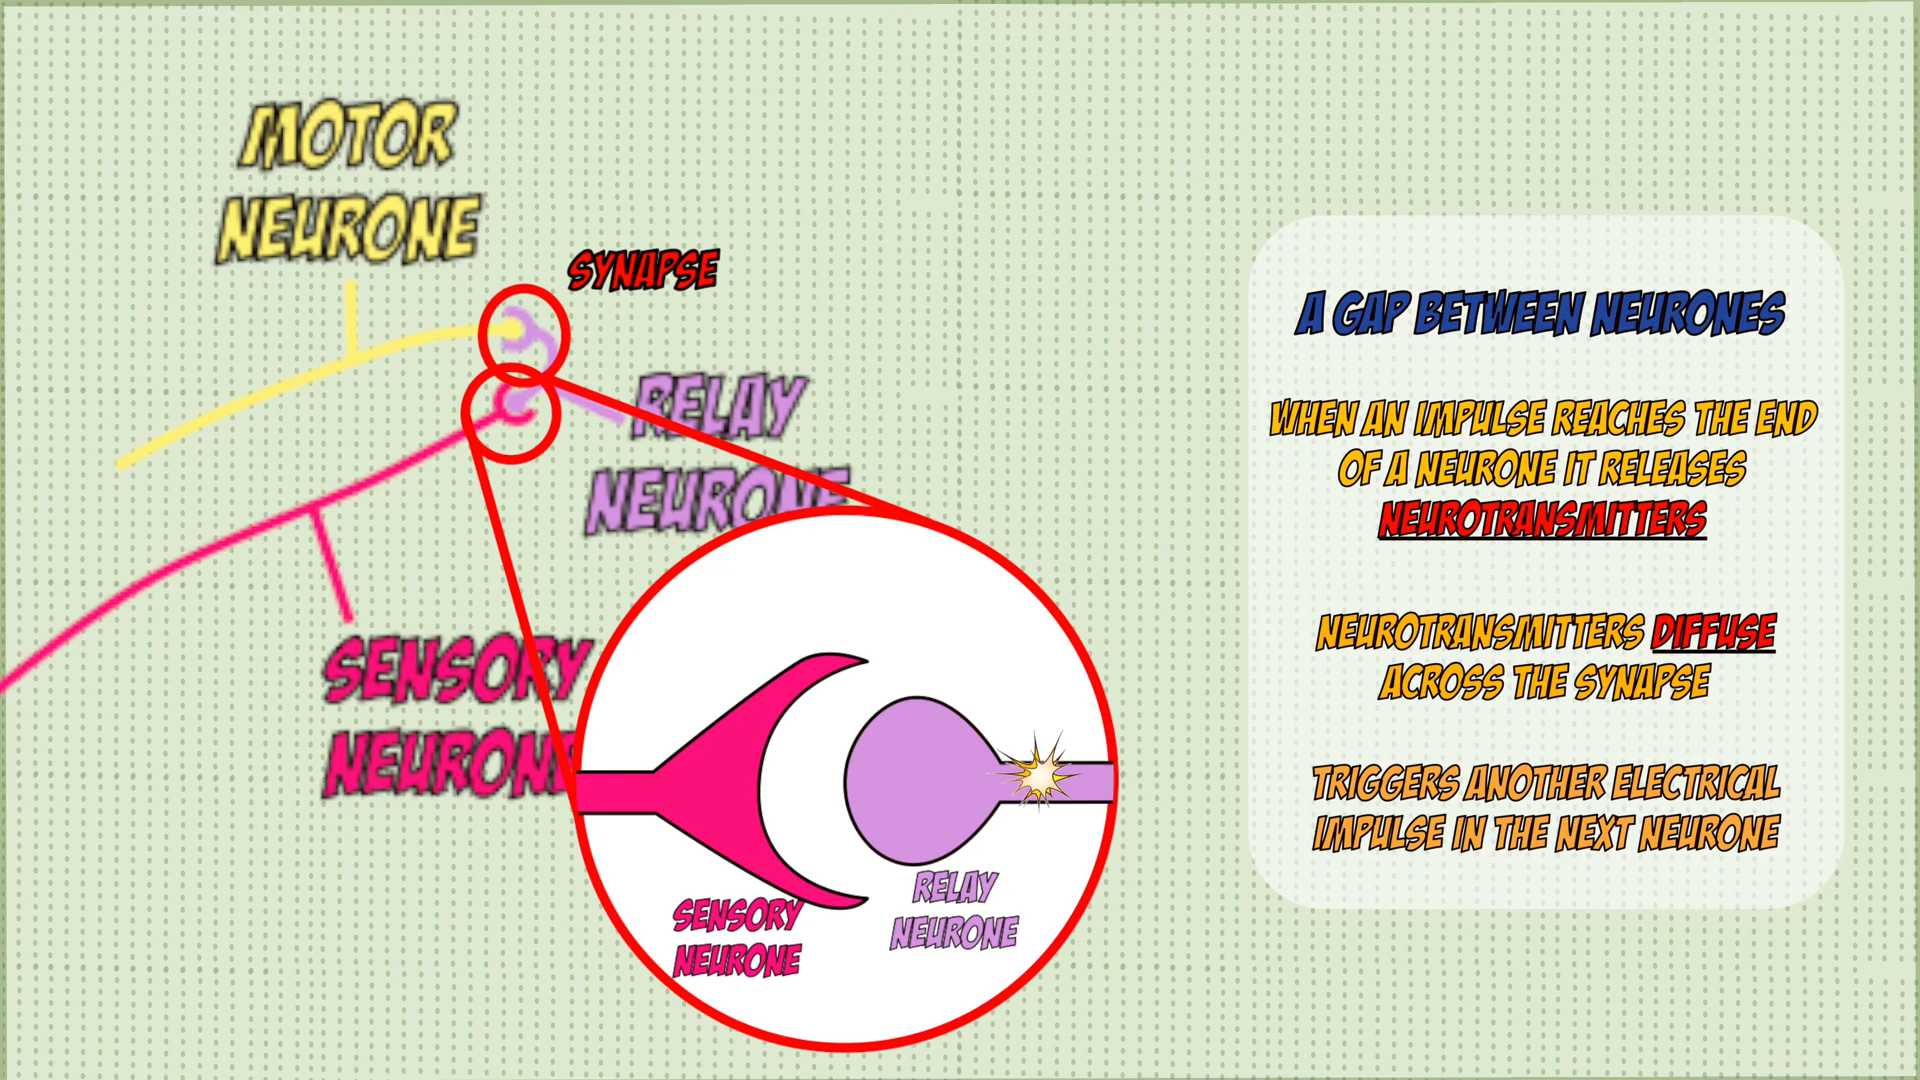 MOTOR
NEURONE
SYNAPSE
RELAY
NEURONE
SENSORY
NEURONE
SENSORY
NEURONE
RELAY
NEURONE
A GAP BETWEEN NEURONES
WHEN AN IMPULSE REACHES THE END
OF A NEURONE IT RELEASES
NEUROTRANSMITTERS
NEUROTRANSMITTERS DIFFUSE
ACROSS THE SYNAPSE
TRIGGERS ANOTHER ELECTRICAL
IMPULSE IN THE NEXT NEURONE